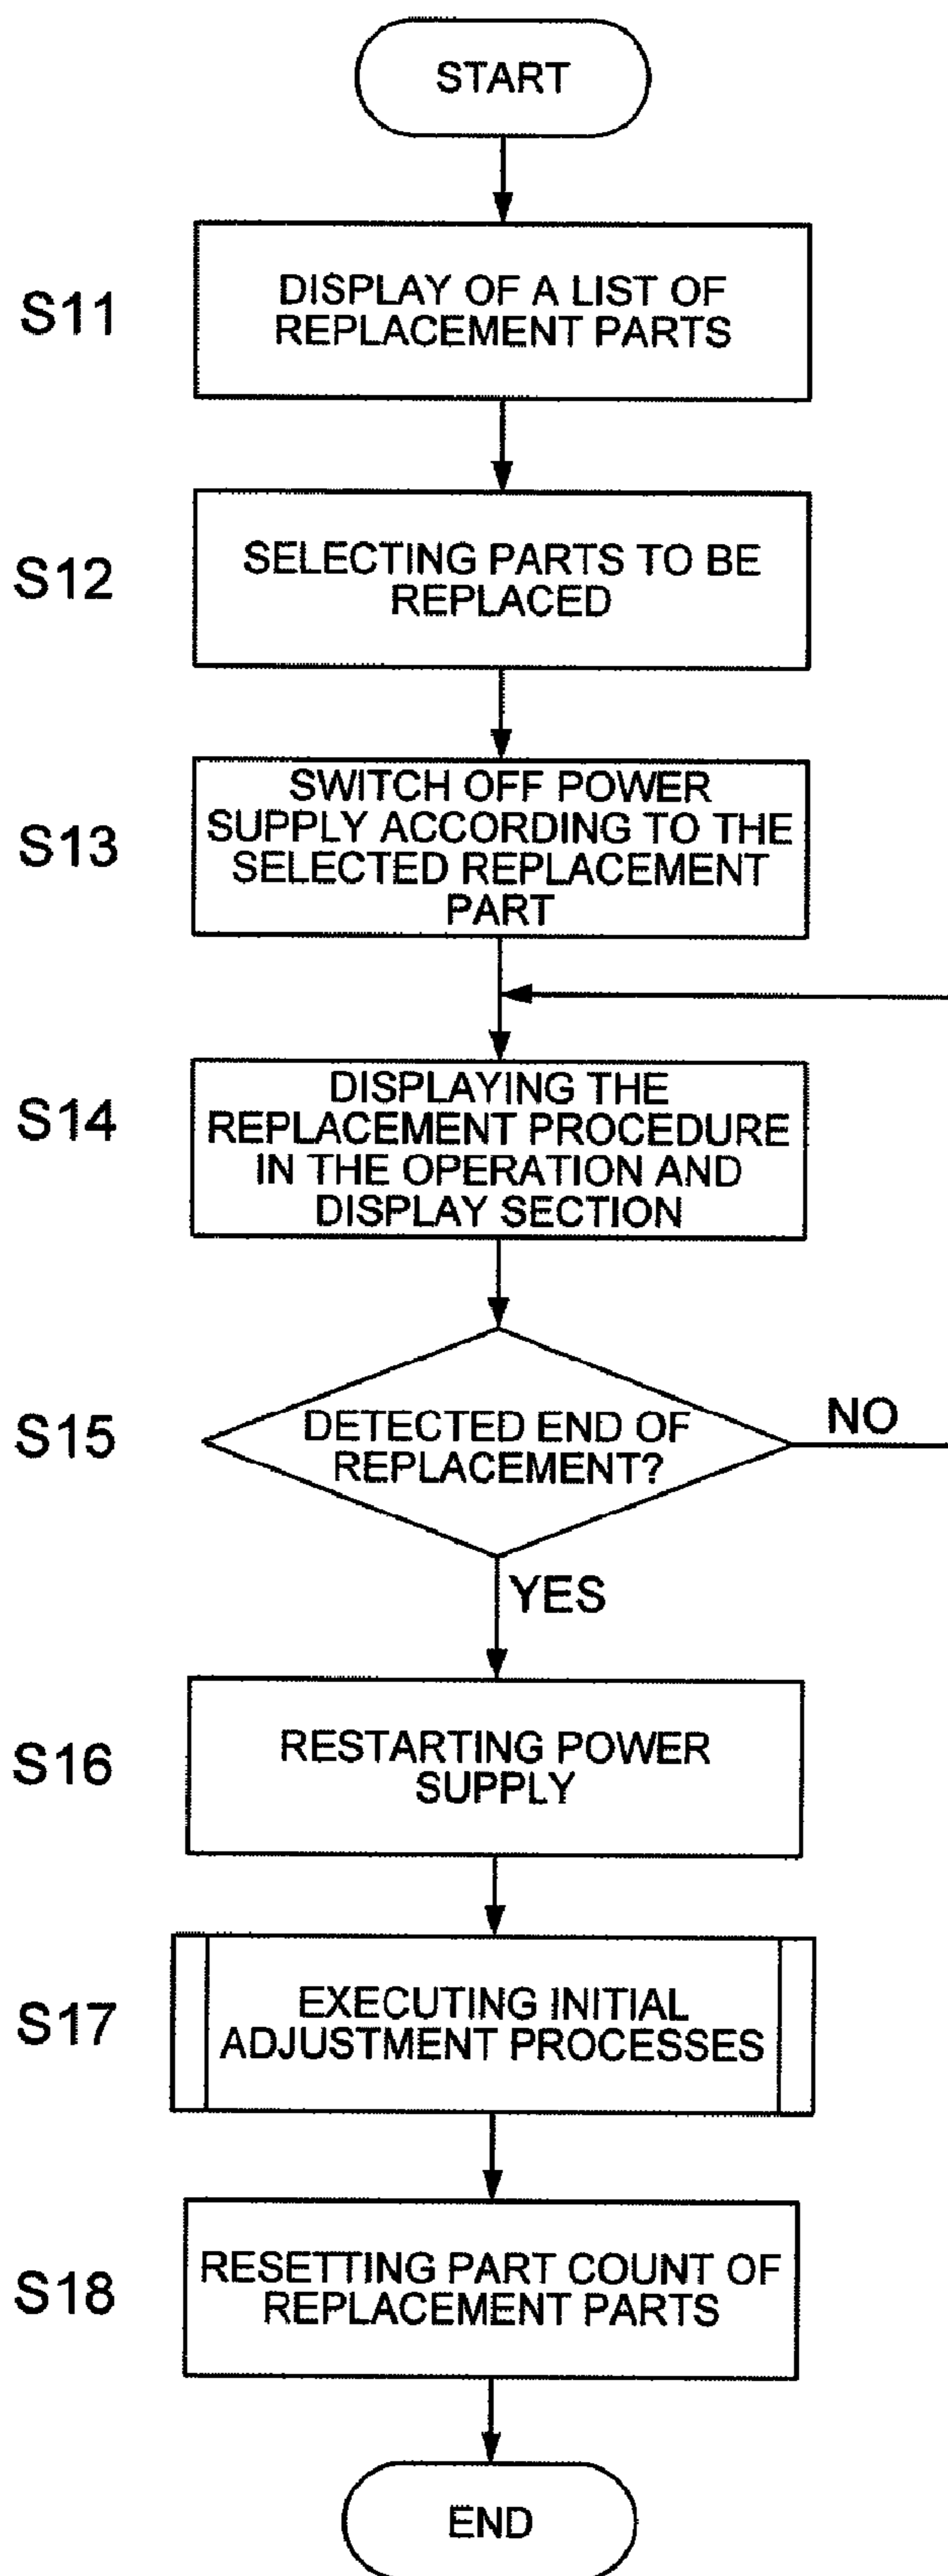 START
S11
DISPLAY OF A LIST OF
REPLACEMENT PARTS
S12
SELECTING PARTS TO BE
REPLACED
S13
SWITCH OFF POWER
SUPPLY ACCORDING TO THE
SELECTED REPLACEMENT
PART
S14
DISPLAYING THE
REPLACEMENT PROCEDURE
IN THE OPERATION AND
DISPLAY SECTION
S15
DETECTED END OF
REPLACEMENT?
NO
YES
S16
RESTARTING POWER
SUPPLY
S17
EXECUTING INITIAL
ADJUSTMENT PROCESSES
S18
RESETTING PART COUNT OF
REPLACEMENT PARTS
END